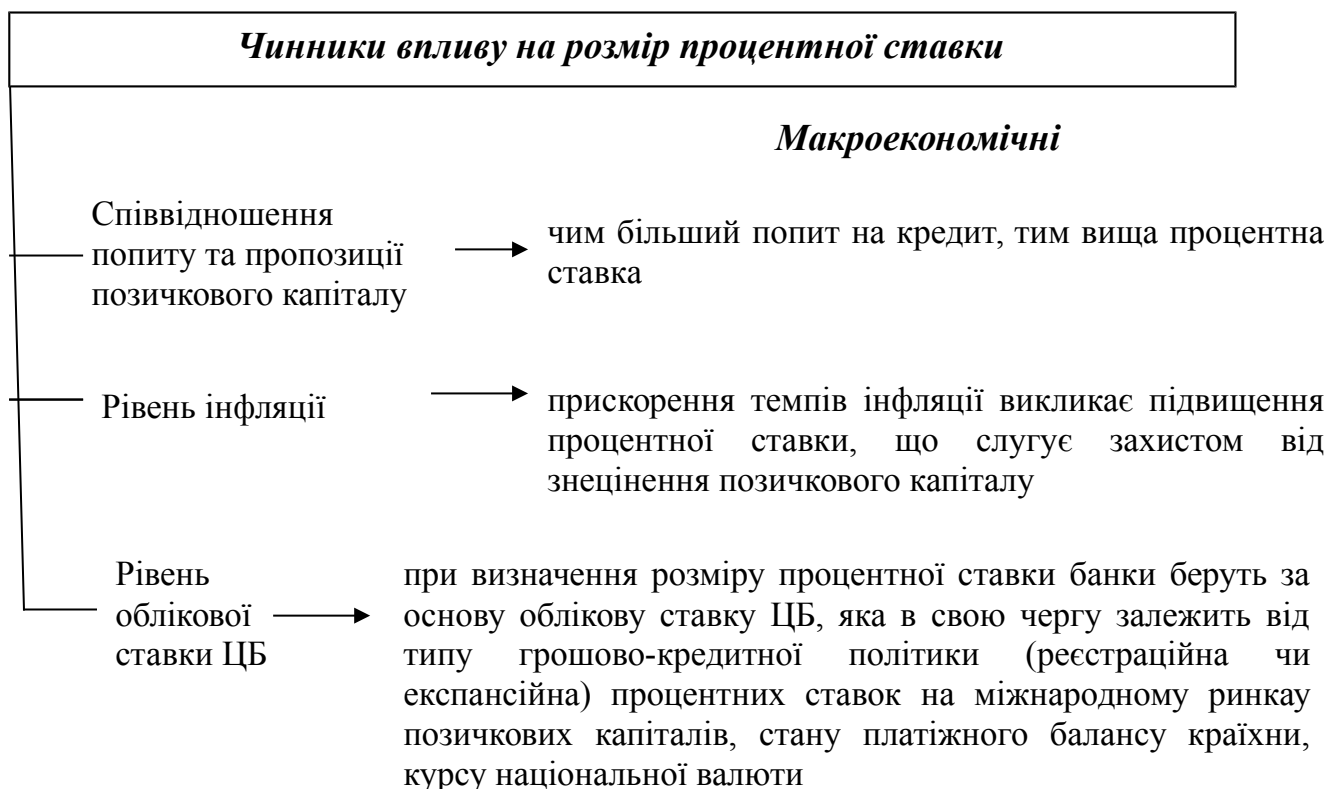 Чинники впливу на розмір процентної ставки
Макроекономічні
Співвідношення
попиту та пропозиції
позичкового капіталу
чим більший попит на кредит, тим вища процентна
ставка
Рівень інфляції
прискорення темпів інфляції викликає підвищення
процентної ставки, що слугує захистом від
знецінення позичкового капіталу
Рівень
облікової
ставки ЦБ
при визначення розміру процентної ставки банки беруть за
основу облікову ставку ЦБ, яка в свою чергу залежить від
типу грошово-кредитної політики (реєстраційна чи
експансійна) процентних ставок на міжнародному ринкау
позичкових капіталів, стану платіжного балансу країхни,
курсу національної валюти